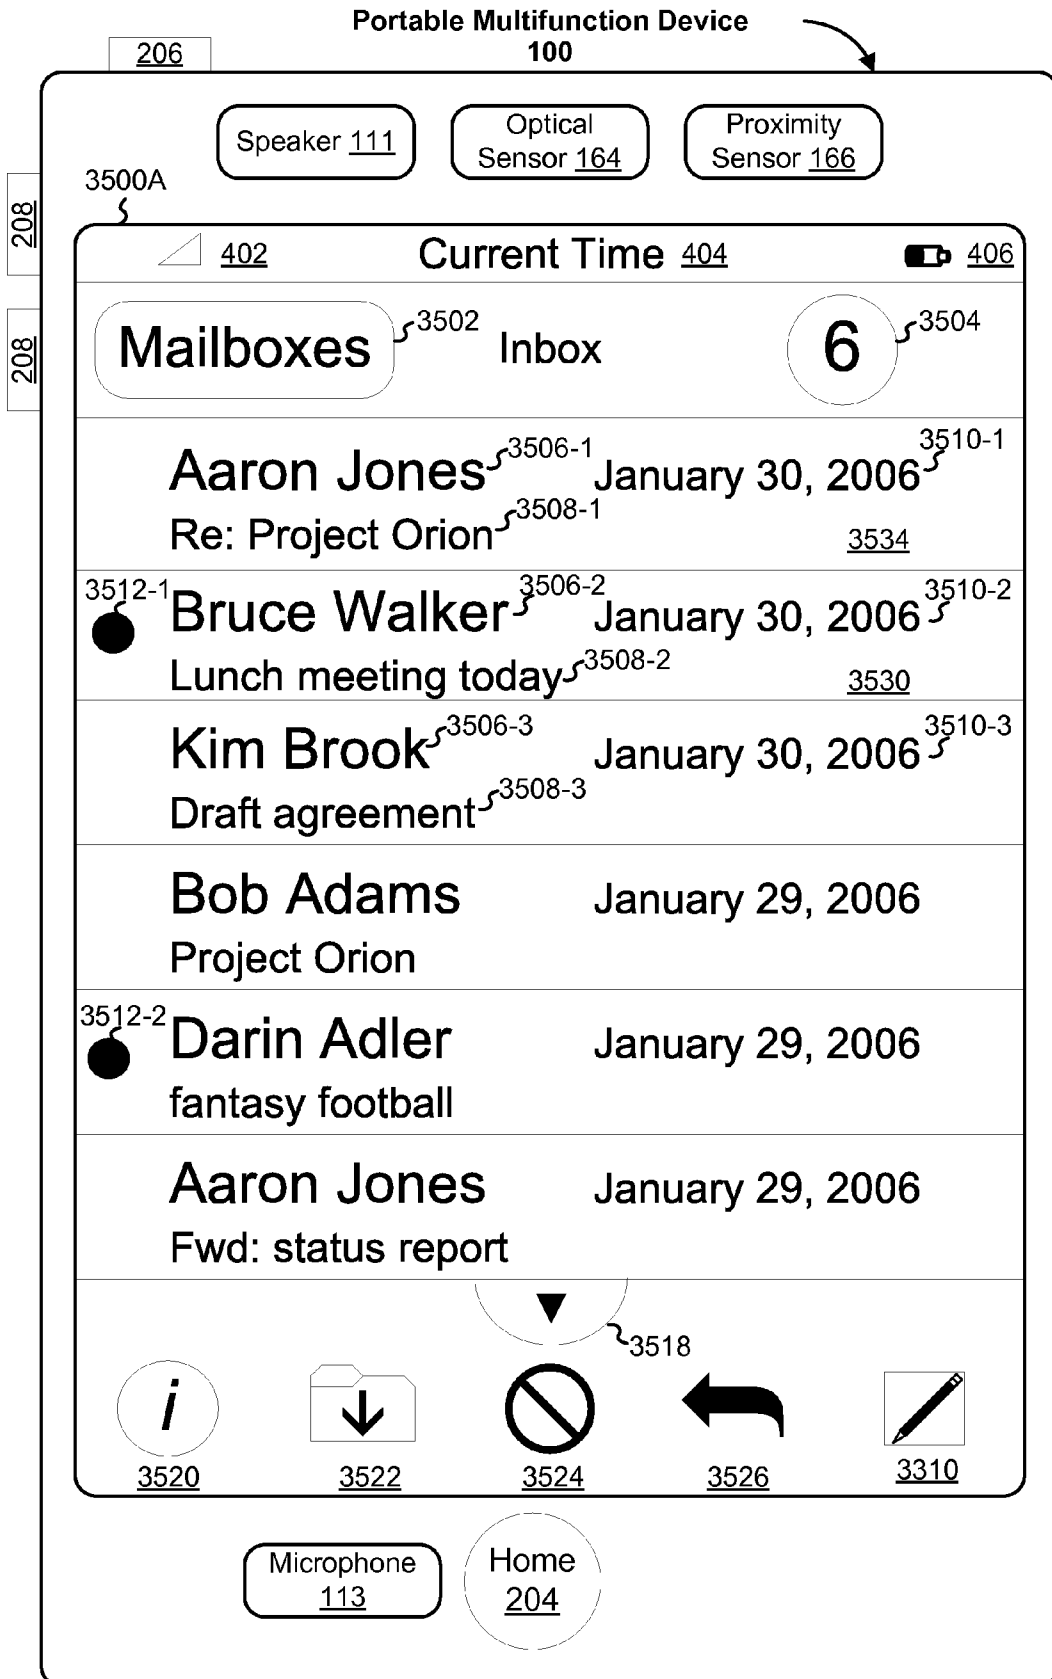 Portable Multifunction Device
100
206
Speaker 111
Optical
Sensor 164
Proximity
Sensor 166
3500A
208
208
402
Current Time 404
406
Mailboxes
3502
Inbox
6
3504
Aaron Jones
3506-1
January 30, 2006
3510-1
Re: Project Orion
3508-1
3534
3512-1
Bruce Walker
3506-2
January 30, 2006
3510-2
Lunch meeting today
3508-2
3530
Kim Brook
3506-3
January 30, 2006
3510-3
Draft agreement
3508-3
Bob Adams
January 29, 2006
Project Orion
3512-2
Darin Adler
January 29, 2006
fantasy football
Aaron Jones
January 29, 2006
Fwd: status report
3518
i
3520
3522
3524
3526
3310
Microphone
113
Home
204